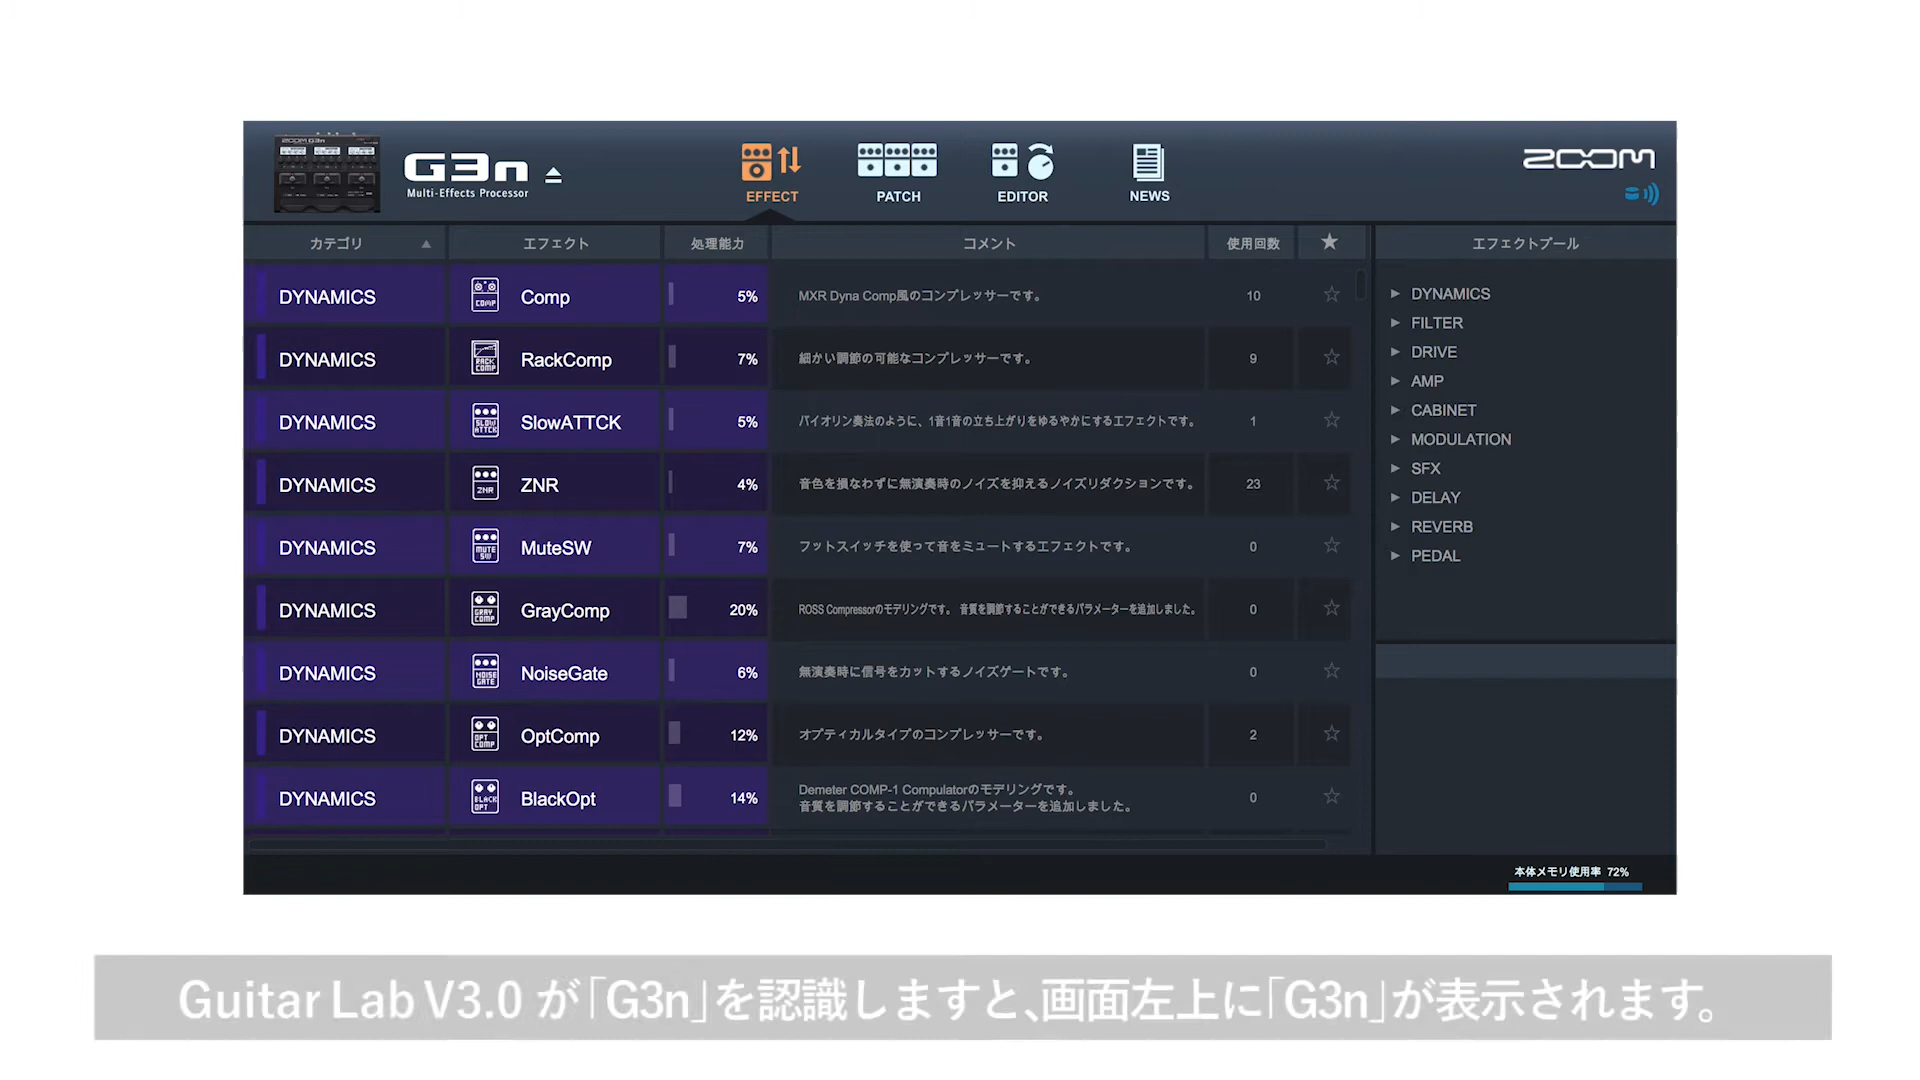 G3n
Multi-Effects Processor
EFFECT
PATCH
EDITOR
NEWS
ZOOM
カテゴリ ▲ エフェクト 処理能力 コメント 使用回数 ★ エフェクトプール
DYNAMICS COMP Comp 5% MXR Dyna Comp風のコンプレッサーです。 10 ☆
DYNAMICS RACK COMP RackComp 7% 細かい調節の可能なコンプレッサーです。 9 ☆
DYNAMICS SLOW ATTCK SlowATTCK 5% バイオリン奏法のように、1音1音の立ち上がりをゆるやかにするエフェクトです。 1 ☆
DYNAMICS ZNR ZNR 4% 音色を損なわずに無演奏時のノイズを抑えるノイズリダクションです。 23 ☆
DYNAMICS MUTE SW MuteSW 7% フットスイッチを使って音をミュートするエフェクトです。 0 ☆
DYNAMICS GRAY COMP GrayComp 20% ROSS Compressorのモデリングです。 音質を調節することができるパラメーターを追加しました。 0 ☆
DYNAMICS NOISE GATE NoiseGate 6% 無演奏時に信号をカットするノイズゲートです。 0 ☆
DYNAMICS OPT COMP OptComp 12% オプティカルタイプのコンプレッサーです。 2 ☆
DYNAMICS BLACK OPT BlackOpt 14% Demeter COMP-1 Compulatorのモデリングです。
音質を調節することができるパラメーターを追加しました。 0 ☆
▶ DYNAMICS
▶ FILTER
▶ DRIVE
▶ AMP
▶ CABINET
▶ MODULATION
▶ SFX
▶ DELAY
▶ REVERB
▶ PEDAL
本体メモリ使用率 72%
Guitar Lab V3.0 が「G3n」を認識しますと、画面左上に「G3n」が表示されます。